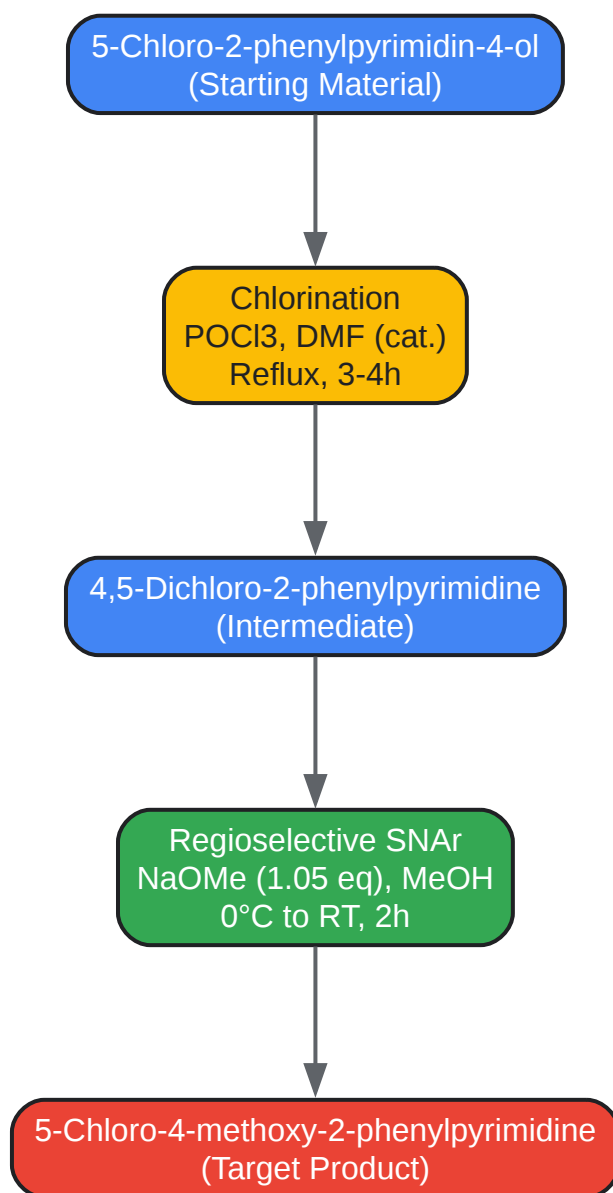 5-Chloro-2-phenylpyrimidin-4-ol
(Starting Material)
Chlorination
POCl3, DMF (cat.)
Reflux, 3-4h
4,5-Dichloro-2-phenylpyrimidine
(Intermediate)
Regioselective SNAr
NaOMe (1.05 eq), MeOH
0°C to RT, 2h
5-Chloro-4-methoxy-2-phenylpyrimidine
(Target Product)